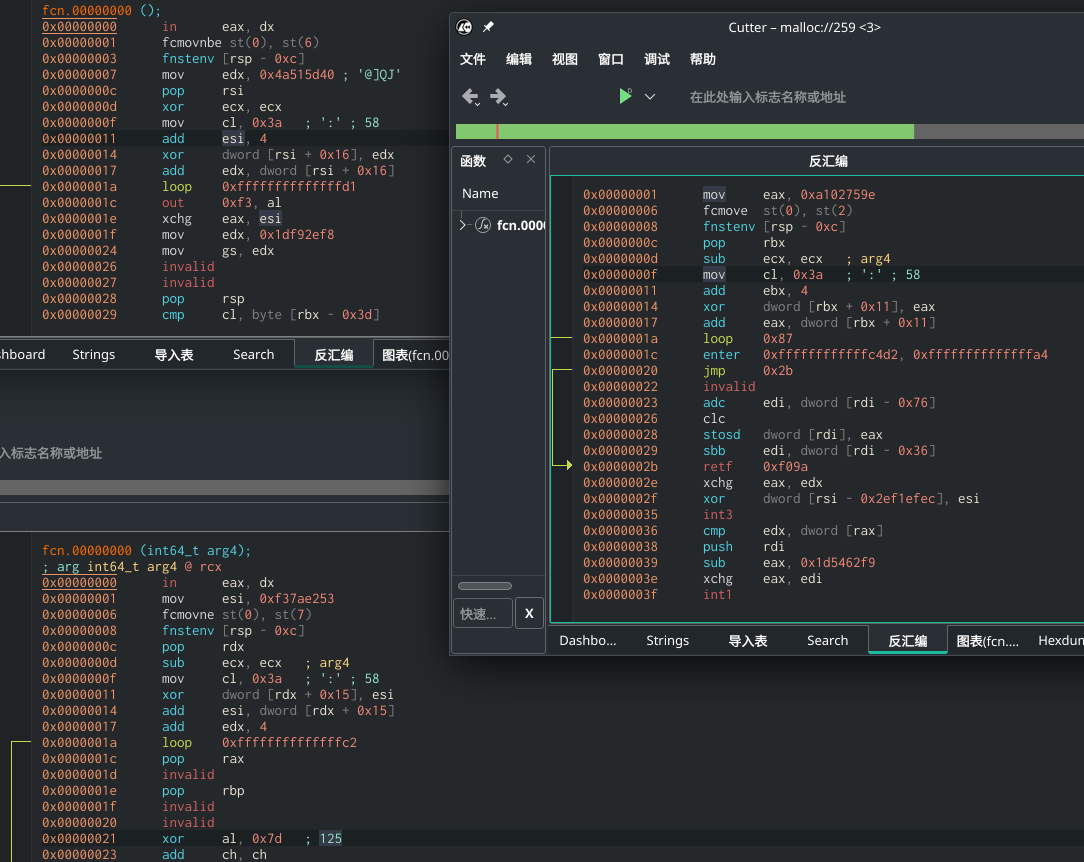 fcn.00000000 ();
0x00000000 in eax, dx
0x00000001 fcmovnbe st(0), st(6)
0x00000003 fnstenv [rsp - 0xc]
0x00000007 mov edx, 0x4a515d40 ; '@]QJ'
0x0000000c pop rsi
0x0000000d xor ecx, ecx
0x0000000f mov cl, 0x3a ; ':' ; 58
0x00000011 add esi, 4
0x00000014 xor dword [rsi + 0x16], edx
0x00000017 add edx, dword [rsi + 0x16]
0x0000001a loop 0xffffffffffffffd1
0x0000001c out 0xf3, al
0x0000001e xchg eax, esi
0x0000001f mov edx, 0x1df92ef8
0x00000024 mov gs, edx
0x00000026 invalid
0x00000027 invalid
0x00000028 pop rsp
0x00000029 cmp cl, byte [rbx - 0x3d]
hboard Strings 导入表 Search 反汇编 图表(fcn.00
入标志名称或地址
fcn.00000000 (int64_t arg4);
; arg int64_t arg4 @ rcx
0x00000000 in eax, dx
0x00000001 mov esi, 0xf37ae253
0x00000006 fcmovne st(0), st(7)
0x00000008 fnstenv [rsp - 0xc]
0x0000000c pop rdx
0x0000000d sub ecx, ecx ; arg4
0x0000000f mov cl, 0x3a ; ':' ; 58
0x00000011 xor dword [rdx + 0x15], esi
0x00000014 add esi, dword [rdx + 0x15]
0x00000017 add edx, 4
0x0000001a loop 0xffffffffffffffc2
0x0000001c pop rax
0x0000001d invalid
0x0000001e pop rbp
0x0000001f invalid
0x00000020 invalid
0x00000021 xor al, 0x7d ; 125
0x00000023 add ch, ch
Cutter – malloc://259 <3>
文件 编辑 视图 窗口 调试 帮助
在此处输入标志名称或地址
函数
Name
fcn.000
快速... X
反汇编
0x00000001 mov eax, 0xa102759e
0x00000006 fcmove st(0), st(2)
0x00000008 fnstenv [rsp - 0xc]
0x0000000c pop rbx
0x0000000d sub ecx, ecx ; arg4
0x0000000f mov cl, 0x3a ; ':' ; 58
0x00000011 add ebx, 4
0x00000014 xor dword [rbx + 0x11], eax
0x00000017 add eax, dword [rbx + 0x11]
0x0000001a loop 0x87
0x0000001c enter 0xffffffffffffc4d2, 0xffffffffffffffa4
0x00000020 jmp 0x2b
0x00000022 invalid
0x00000023 adc edi, dword [rdi - 0x76]
0x00000026 clc
0x00000028 stosd dword [rdi], eax
0x00000029 sbb edi, dword [rdi - 0x36]
0x0000002b retf 0xf09a
0x0000002e xchg eax, edx
0x0000002f xor dword [rsi - 0x2ef1efec], esi
0x00000035 int3
0x00000036 cmp edx, dword [rax]
0x00000038 push rdi
0x00000039 sub eax, 0x1d5462f9
0x0000003e xchg eax, edi
0x0000003f int1
Dashbo... Strings 导入表 Search 反汇编 图表(fcn.... Hexdun